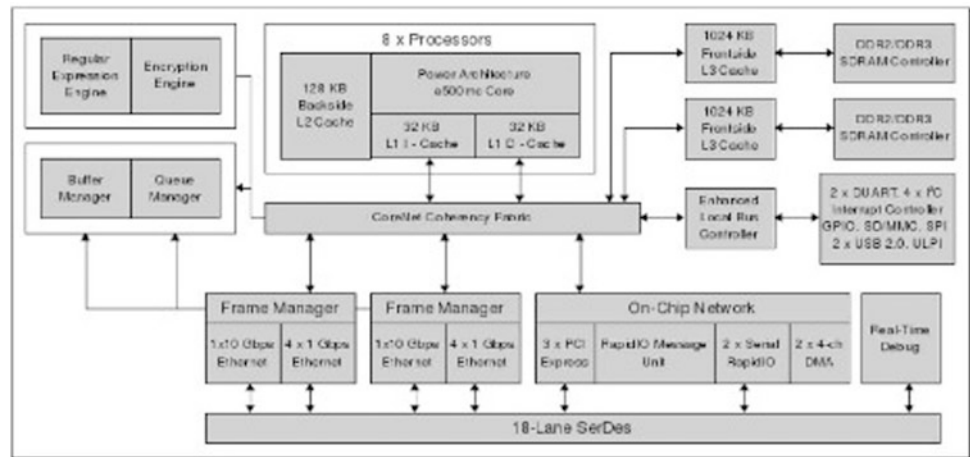 Regular
Expression
Engine
Encryption
Engine
8 x Processors
128 KB
Backside
L2 Cache
Power Architecture
e500mc Core
32 KB
L1 I - Cache
32 KB
L1 D - Cache
1024 KB
Frontside
L3 Cache
DDR2/DDR3
SDRAM Controller
1024 KB
Frontside
L3 Cache
DDR2/DDR3
SDRAM Controller
Buffer
Manager
Queue
Manager
CoreNet Coherency Fabric
Enhanced
Local Bus
Controller
2 x DUART, 4 x I²C
Interrupt Controller
GPIO, SD/MMC, SPI
2 x USB 2.0, ULPI
Frame Manager
1x10 Gbps
Ethernet
4 x 1 Gbps
Ethernet
Frame Manager
1x10 Gbps
Ethernet
4 x 1 Gbps
Ethernet
On-Chip Network
3 x PCI
Express
RapidIO Message
Unit
2 x Serial
RapidIO
2 x 4-ch
DMA
Real-Time
Debug
18-Lane SerDes